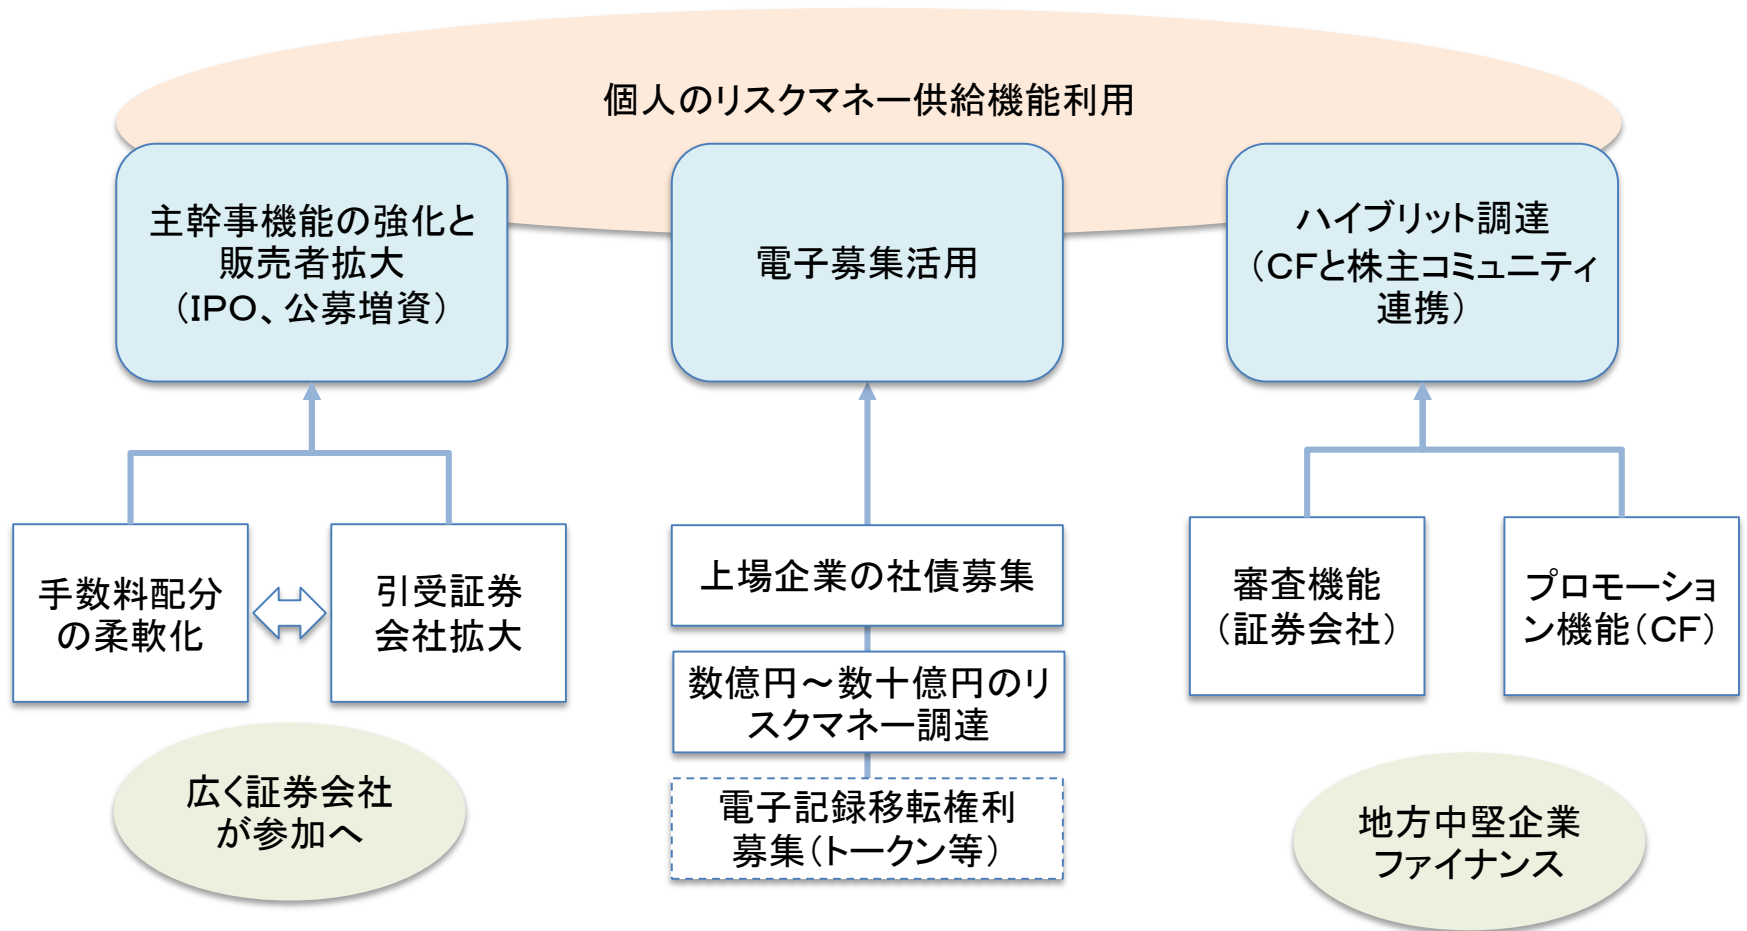 個人のリスクマネー供給機能利用
主幹事機能の強化と
販売者拡大
（IPO、公募増資）
電子募集活用
ハイブリット調達
（CFと株主コミュニティ
連携）
手数料配分
の柔軟化
引受証券
会社拡大
上場企業の社債募集
数億円～数十億円のリ
スクマネー調達
電子記録移転権利
募集（トークン等）
審査機能
（証券会社）
プロモーショ
ン機能（CF）
広く証券会社
が参加へ
地方中堅企業
ファイナンス